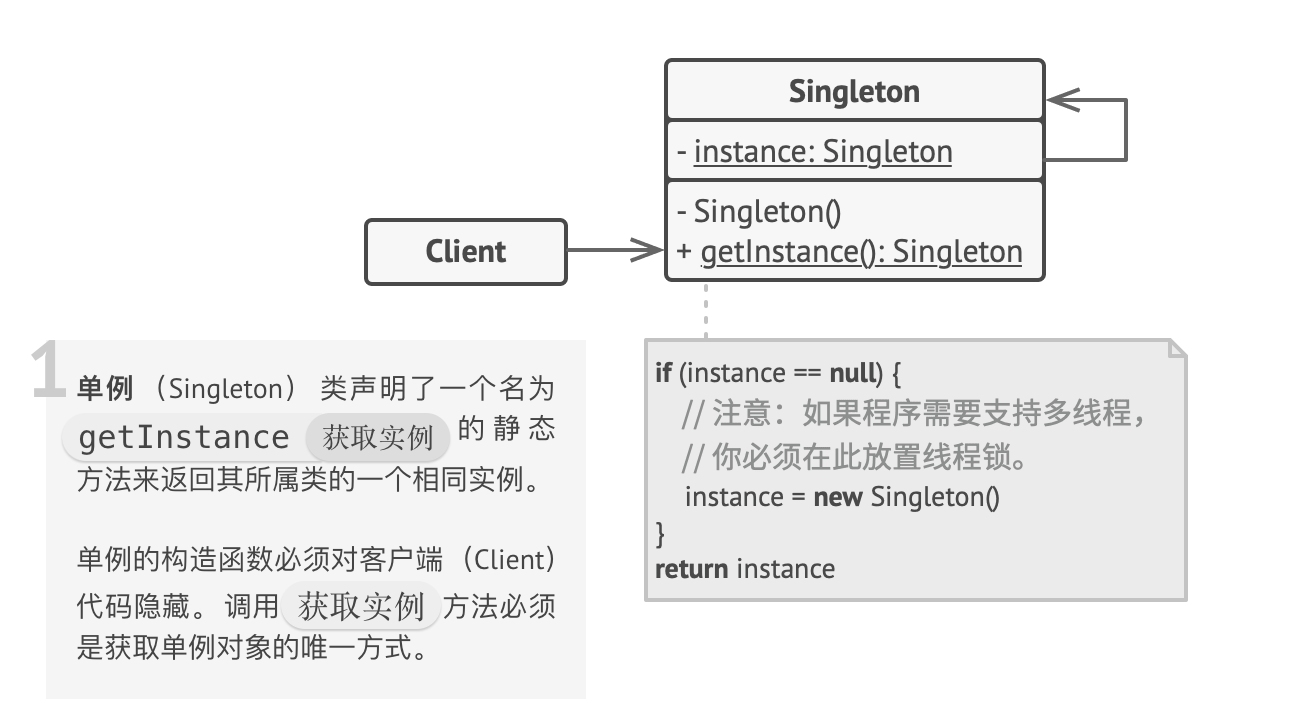 Singleton
- instance: Singleton
- Singleton()
+ getInstance(): Singleton
Client
1
单例 （Singleton） 类声明了一个名为
getInstance 获取实例 的静态
方法来返回其所属类的一个相同实例。
单例的构造函数必须对客户端 （Client）
代码隐藏。 调用 获取实例 方法必须
是获取单例对象的唯一方式。
if (instance == null) {
// 注意：如果程序需要支持多线程，
// 你必须在此放置线程锁。
instance = new Singleton()
}
return instance